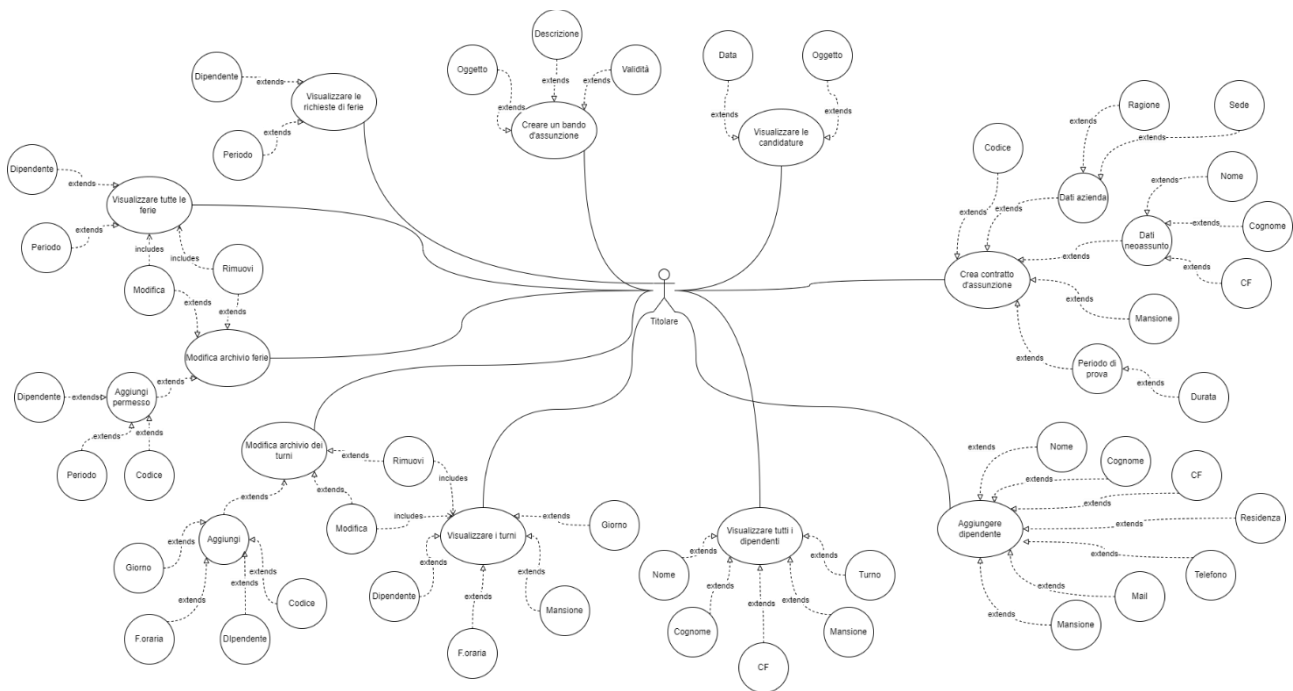 Descrizione
extends
Oggetto
extends
Validità
extends
Creare un bando
d'assunzione
Data
extends
Oggetto
extends
Visualizzare le
candidature
Dipendente
extends
Visualizzare le
richieste di ferie
Periodo
extends
Dipendente
extends
Visualizzare tutte le
ferie
Periodo
extends
includes
includes
Modifica
Rimuovi
extends
extends
Modifica archivio ferie
extends
Dipendente
extends
Aggiungi
permesso
extends
extends
Periodo
Codice
Titolare
Ragione
Sede
extends
extends
Codice
extends
Dati azienda
extends
Nome
extends
Cognome
extends
Dati
neoassunto
extends
extends
CF
Crea contratto
d'assunzione
extends
Mansione
extends
Periodo di
prova
extends
Durata
Modifica archivio dei
turni
extends
Rimuovi
includes
extends
Modifica
includes
extends
Aggiungi
Giorno
extends
extends
F.oraria
extends
DIpendente
extends
Codice
Visualizzare i turni
extends
Giorno
Dipendente
extends
extends
F.oraria
extends
Mansione
Visualizzare tutti i
dipendenti
Nome
extends
Cognome
extends
extends
CF
extends
Mansione
extends
Turno
Aggiungere
dipendente
Nome
extends
Cognome
extends
CF
extends
Residenza
extends
Telefono
extends
Mail
extends
Mansione
extends